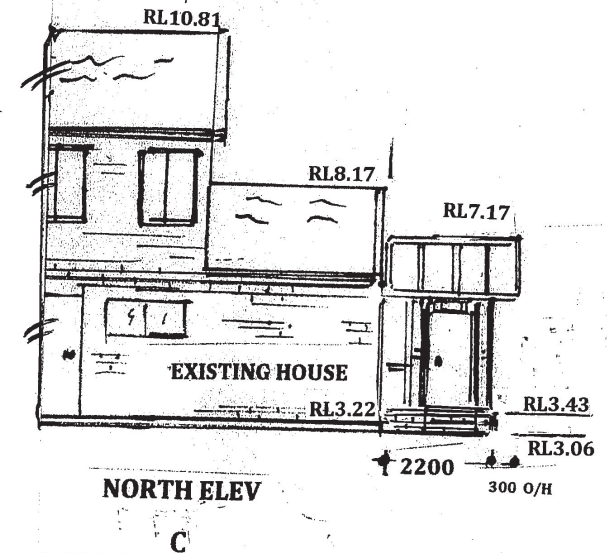 RL10.81
RL8.17
RL7.17
EXISTING HOUSE
RL3.22
RL3.43
RL3.06
2200
300 O/H
NORTH ELEV
C